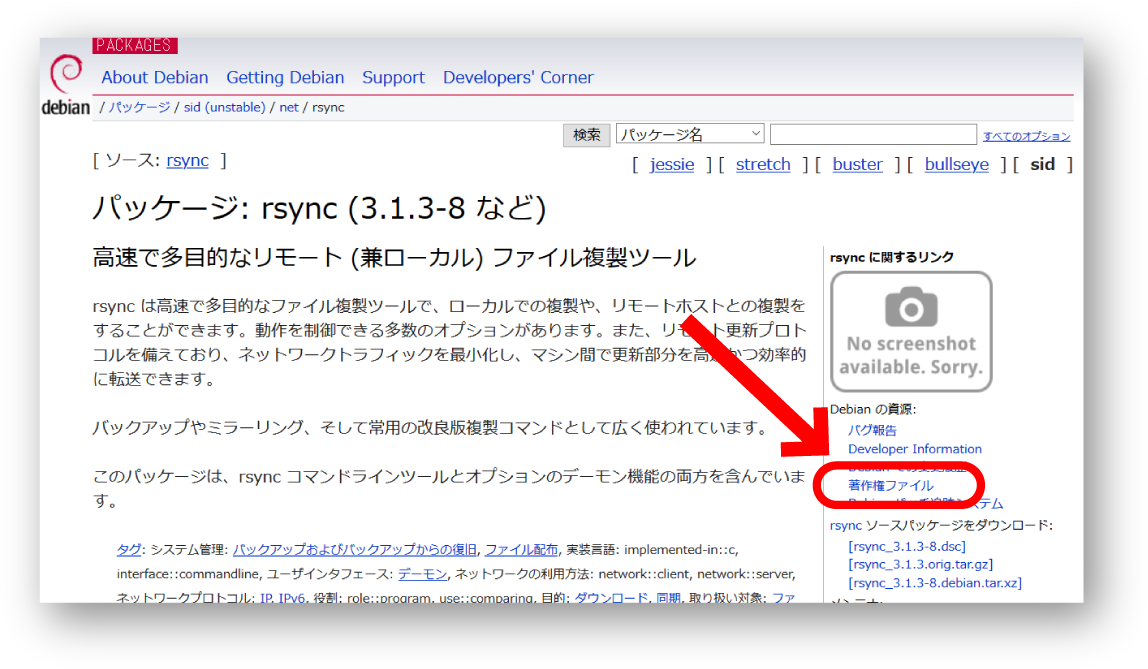 PACKAGES
About Debian Getting Debian Support Developers' Corner
debian
/ パッケージ / sid (unstable) / net / rsync
検索 パッケージ名 すべてのオプション
[ ソース: rsync ]
[ jessie ] [ stretch ] [ buster ] [ bullseye ] [ sid ]
パッケージ: rsync (3.1.3-8 など)
高速で多目的なリモート (兼ローカル) ファイル複製ツール
rsync は高速で多目的なファイル複製ツールで、ローカルでの複製や、リモートホストとの複製を
することができます。動作を制御できる多数のオプションがあります。また、リモート更新プロト
コルを備えており、ネットワークトラフィックを最小化し、マシン間で更新部分を高速かつ効率的
に転送できます。
バックアップやミラーリング、そして常用の改良版複製コマンドとして広く使われています。
このパッケージは、rsync コマンドラインツールとオプションのデーモン機能の両方を含んでいま
す。
タグ: システム管理: バックアップおよびバックアップからの復旧, ファイル配布, 実装言語: implemented-in::c,
interface::commandline, ユーザインタフェース: デーモン, ネットワークの利用方法: network::client, network::server,
ネットワークプロトコル: IP, IPv6, 役割: role::program, use::comparing, 目的: ダウンロード, 同期, 取り扱い対象: ファ
rsync に関するリンク
No screenshot
available. Sorry.
Debian の資源:
バグ報告
Developer Information
著作権ファイル
rsync ソースパッケージをダウンロード:
[rsync_3.1.3-8.dsc]
[rsync_3.1.3.orig.tar.gz]
[rsync_3.1.3-8.debian.tar.xz]